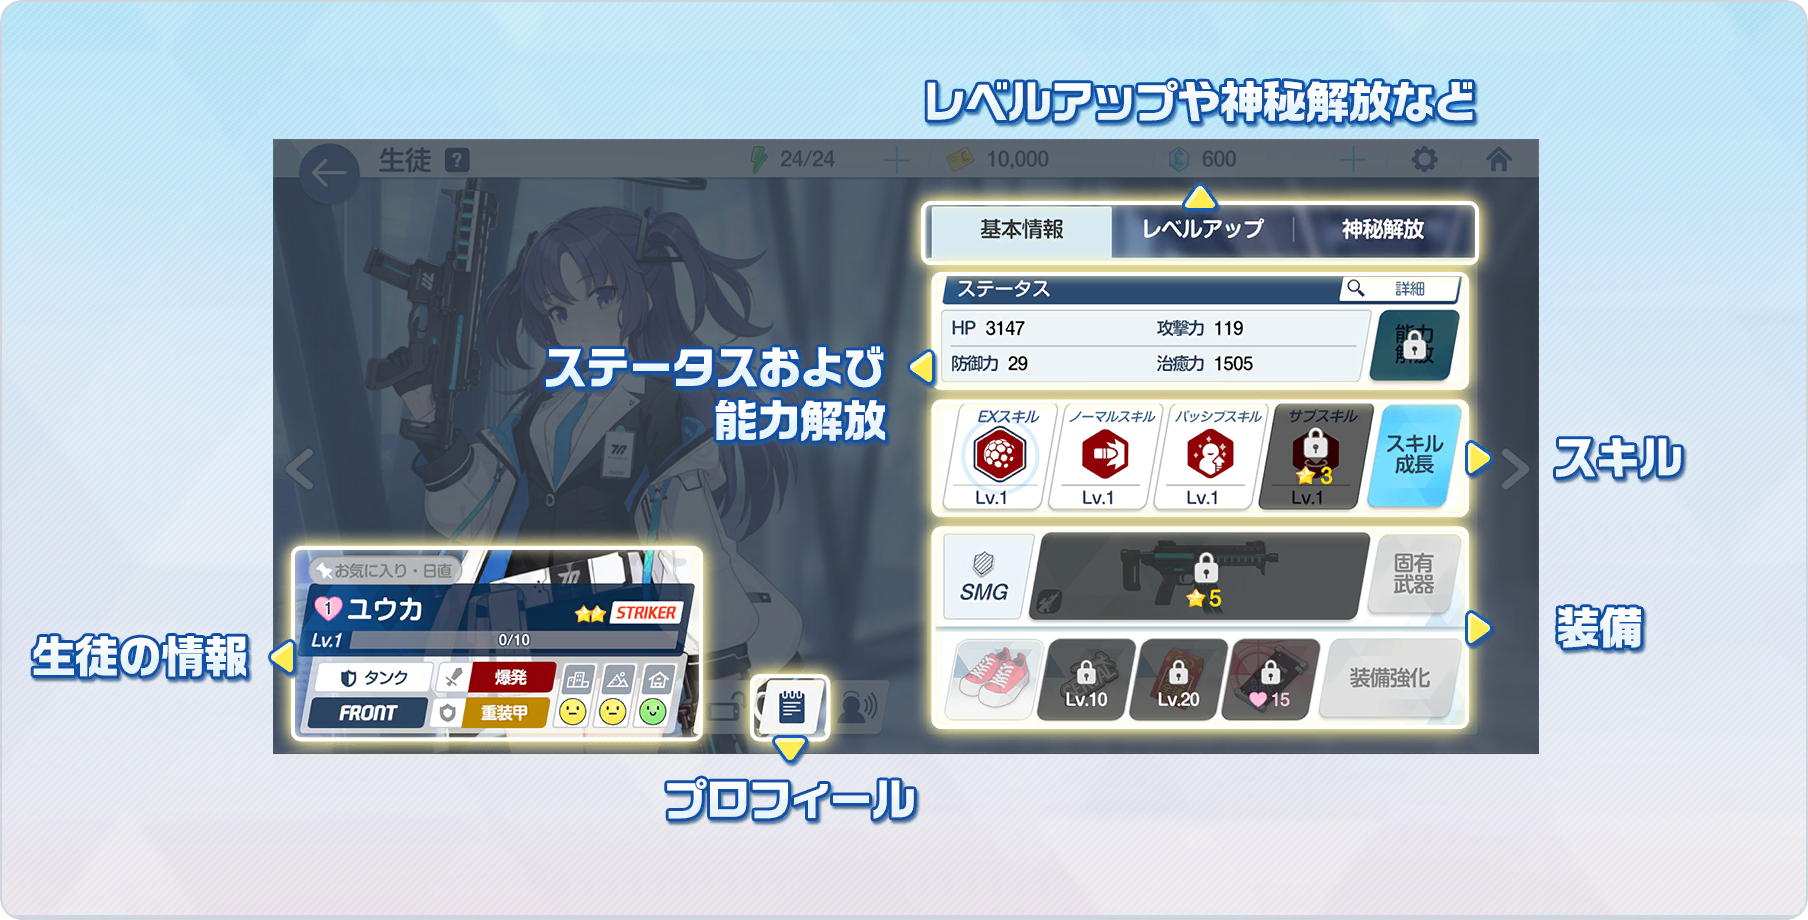 レベルアップや神秘解放など
生徒 ?
24/24
10,000
600
基本情報
レベルアップ
神秘解放
ステータス
詳細
HP 3147
攻撃力 119
防御力 29
治癒力 1505
能力
解放
ステータスおよび
能力解放
EXスキル
ノーマルスキル
パッシブスキル
サブスキル
スキル
成長
3
Lv.1
Lv.1
Lv.1
Lv.1
スキル
SMG
5
固有
武器
装備
Lv.10
Lv.20
15
装備強化
お気に入り・日直
1 ユウカ
STRIKER
Lv.1
0/10
タンク
爆発
FRONT
重装甲
生徒の情報
プロフィール